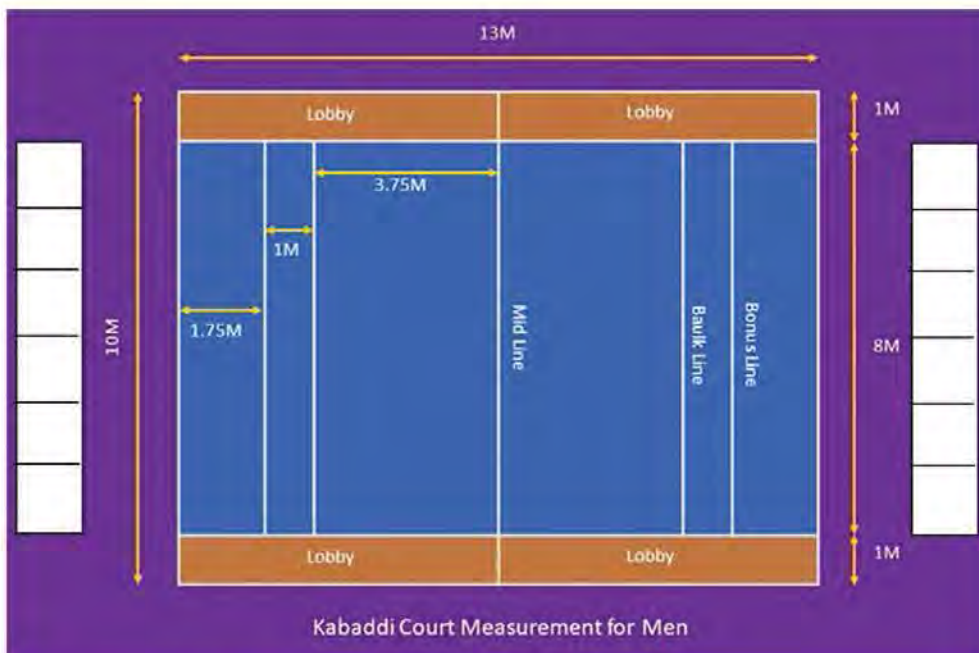 13M
Lobby
Lobby
1M
3.75M
1M
1.75M
10M
Mid Line
Baulk Line
Bonus Line
8M
Lobby
Lobby
1M
Kabaddi Court Measurement for Men